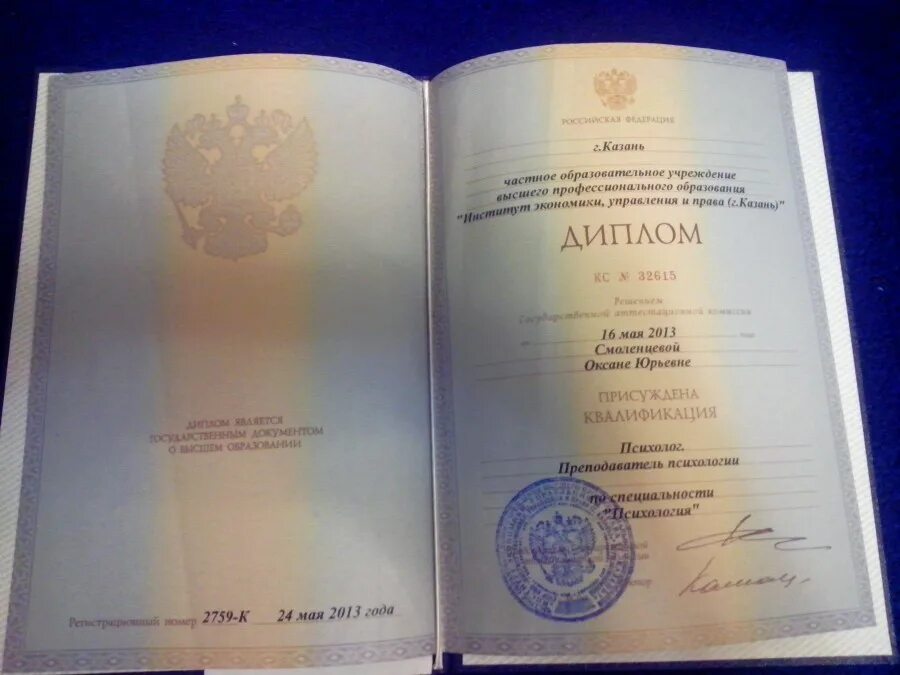 ДИПЛОМ ЯВЛЯЕТСЯ
ГОСУДАРСТВЕННЫМ ДОКУМЕНТОМ
О ВЫСШЕМ ОБРАЗОВАНИИ
Регистрационный номер 2759-К 24 мая 2013 года
РОССИЙСКАЯ ФЕДЕРАЦИЯ
г.Казань
частное образовательное учреждение
высшего профессионального образования
"Институт экономики, управления и права (г.Казань)"
ДИПЛОМ
КС № 32615
Решением
Государственной аттестационной комиссии
от 16 мая 2013 года
Смоленцевой
Оксане Юрьевне
ПРИСУЖДЕНА
КВАЛИФИКАЦИЯ
Психолог.
Преподаватель психологии
по специальности
"Психология"